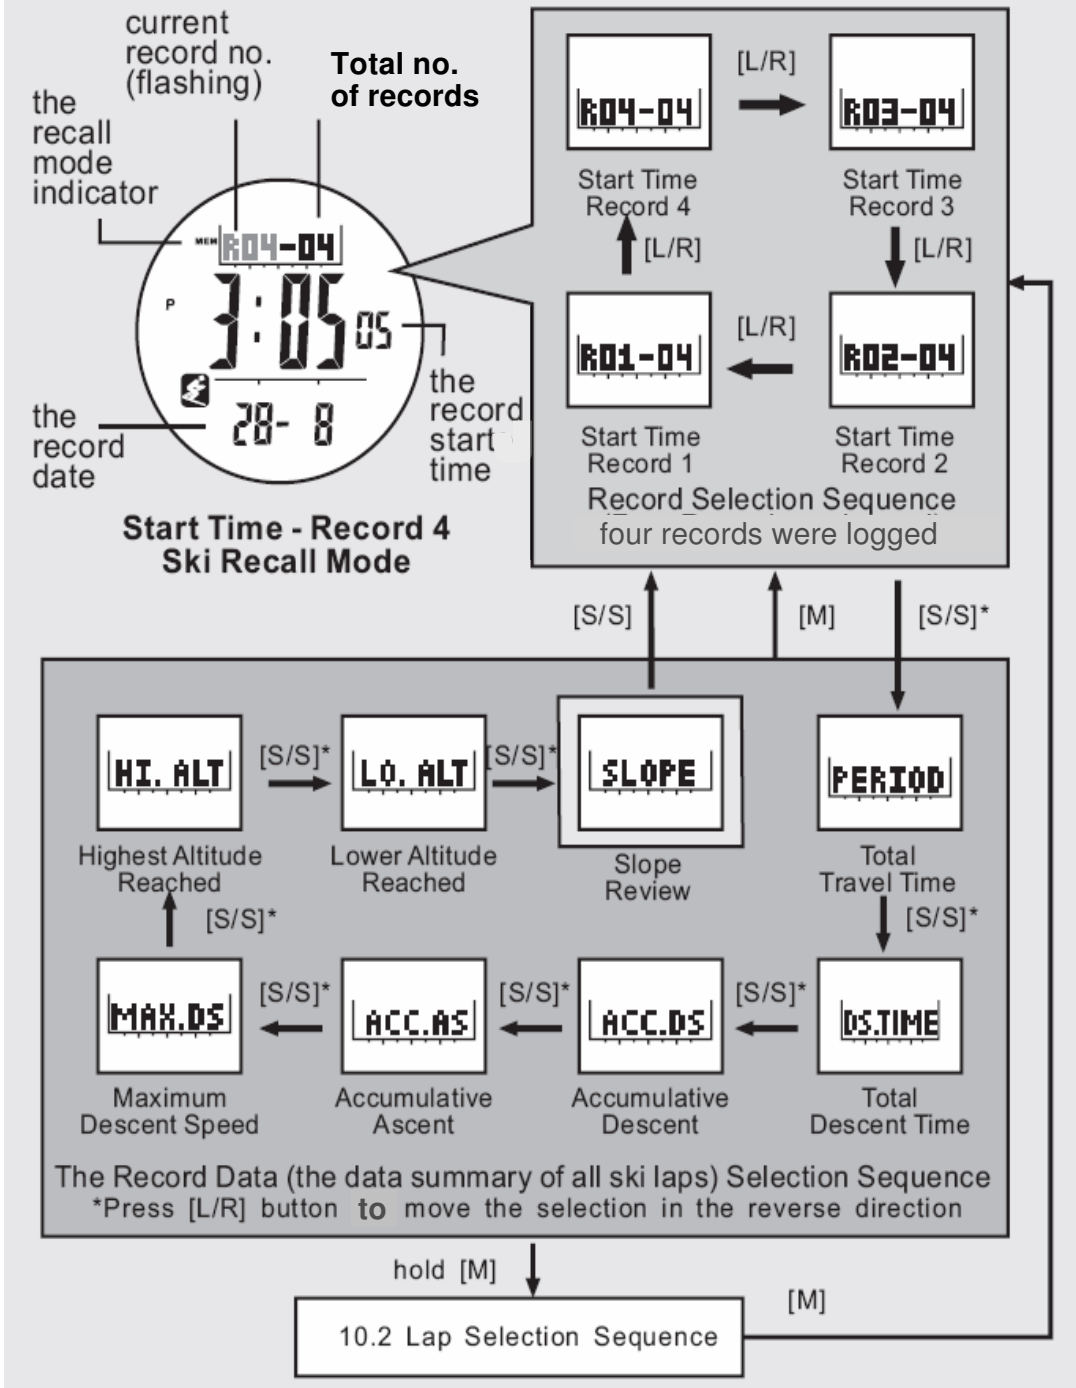 current
record no.
(flashing)
Total no.
of records
the
recall
mode
indicator
MEM
R04-04
P
3:05 05
28- 8
the
record
start
time
the
record
date
Start Time - Record 4
Ski Recall Mode
R04-04
[L/R]
R03-04
Start Time
Record 4
Start Time
Record 3
[L/R]
[L/R]
R01-04
[L/R]
R02-04
Start Time
Record 1
Start Time
Record 2
Record Selection Sequence
four records were logged
[S/S]
[M]
[S/S]*
HI. ALT
[S/S]*
LO. ALT
[S/S]*
SLOPE
PERIOD
Highest Altitude
Reached
Lower Altitude
Reached
Slope
Review
Total
Travel Time
[S/S]*
[S/S]*
MAX.DS
[S/S]*
ACC.AS
[S/S]*
ACC.DS
[S/S]*
DS.TIME
Maximum
Descent Speed
Accumulative
Ascent
Accumulative
Descent
Total
Descent Time
The Record Data (the data summary of all ski laps) Selection Sequence
*Press [L/R] button to move the selection in the reverse direction
hold [M]
[M]
10.2 Lap Selection Sequence